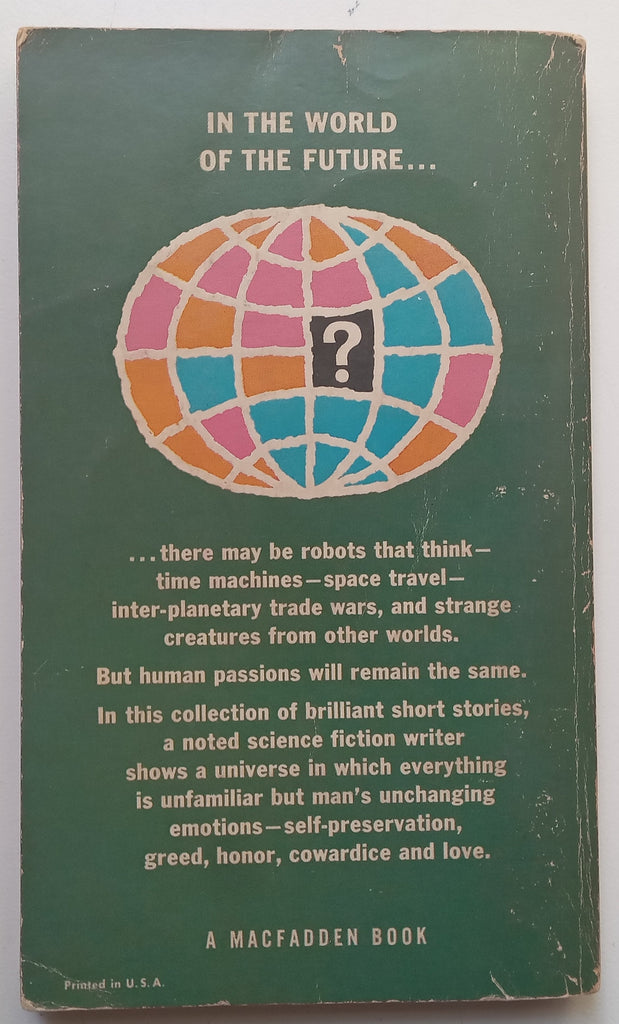 IN THE WORLD
OF THE FUTURE...
?
...there may be robots that think—
time machines—space travel—
inter-planetary trade wars, and strange
creatures from other worlds.
But human passions will remain the same.
In this collection of brilliant short stories,
a noted science fiction writer
shows a universe in which everything
is unfamiliar but man's unchanging
emotions—self-preservation,
greed, honor, cowardice and love.
A MACFADDEN BOOK
Printed in U.S.A.